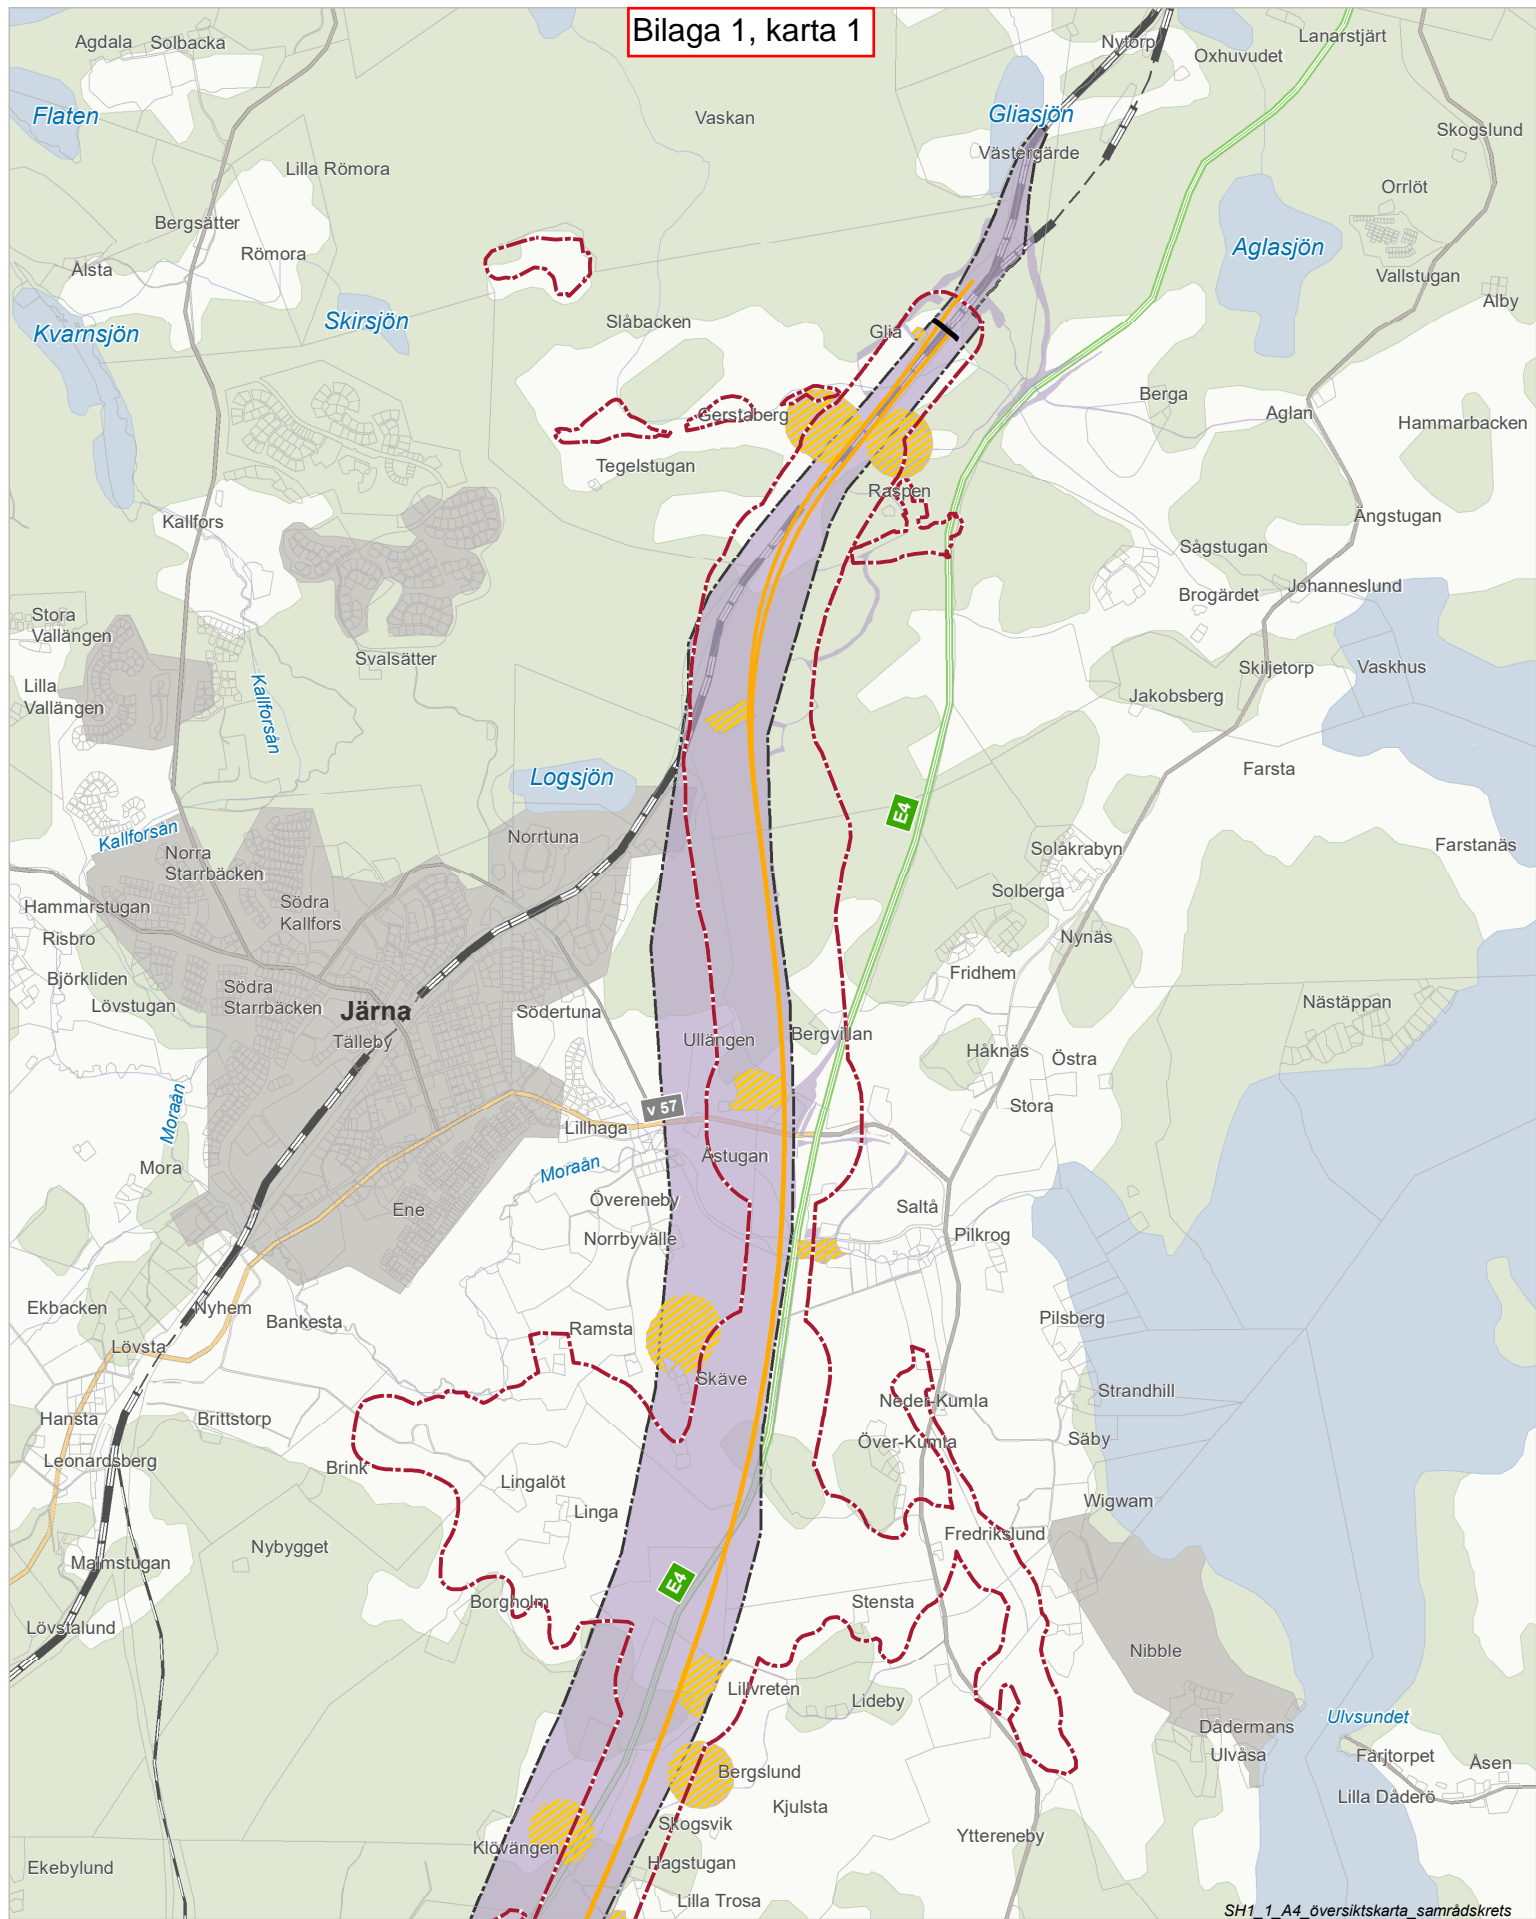 Bilaga 1, karta 1
Agdala
Solbacka
Nytorp
Oxhuvudet
Lanarstjärt
Flaten
Vaskan
Gliasjön
Skogslund
Västergärde
Lilla Römora
Orrlöt
Bergsätter
Römora
Ålsta
Aglasjön
Vallstugan
Alby
Kvarnsjön
Skirsjön
Slåbacken
Glia
Berga
Aglan
Hammarbacken
Gerstaberg
Tegelstugan
Raspen
Kallfors
Ängstugan
Sågstugan
Johanneslund
Brogärdet
Stora
Vallängen
Svalsätter
Skiljetorp
Vaskhus
Lilla
Vallängen
Kallforsån
Jakobsberg
Logsjön
Farsta
E4
Kallforsån
Norrtuna
Solåkrabyn
Farstanäs
Norra
Starrbäcken
Solberga
Hammarstugan
Södra
Kallfors
Risbro
Nynäs
Björkliden
Fridhem
Södra
Starrbäcken
Lövstugan
Järna
Södertuna
Nästäppan
Tälleby
Ullängen
Bergvillan
Håknäs
Östra
Moraån
v 57
Stora
Lillhaga
Mora
Moraån
Åstugan
Övereneby
Saltå
Ene
Norrbyvälle
Pilkrog
Ekbacken
Nyhem
Bankesta
Ramsta
Pilsberg
Lövsta
Skäve
Strandhill
Neder-Kumla
Hansta
Brittstorp
Över-Kumla
Säby
Leonardsberg
Brink
Lingalöt
Wigwam
Linga
Fredrikslund
Nybygget
Malmstugan
E4
Borgholm
Stensta
Lövstalund
Nibble
Lillvreten
Lideby
Ulvsundet
Dådermans
Ulvåsa
Färjtorpet
Åsen
Bergslund
Lilla Dåderö
Kjulsta
Skogsvik
Klövängen
Yttereneby
Ekebylund
Hagstugan
Lilla Trosa
SH1_1_A4_översiktskarta_samrådskrets